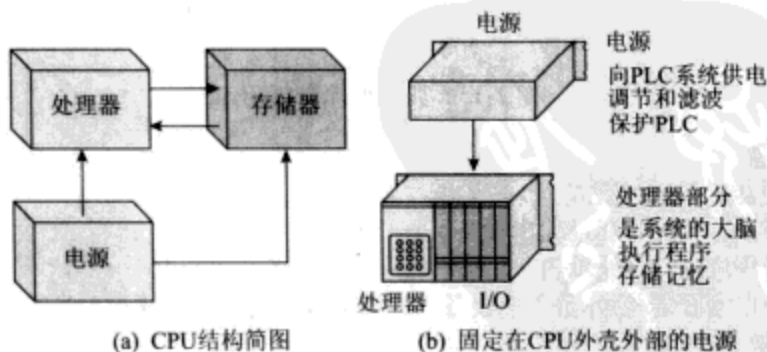 处理器
存储器
电源
(a) CPU结构简图
电源
电源
向PLC系统供电
调节和滤波
保护PLC
处理器部分
是系统的大脑
执行程序
存储记忆
处理器
I/O
(b) 固定在CPU外壳外部的电源